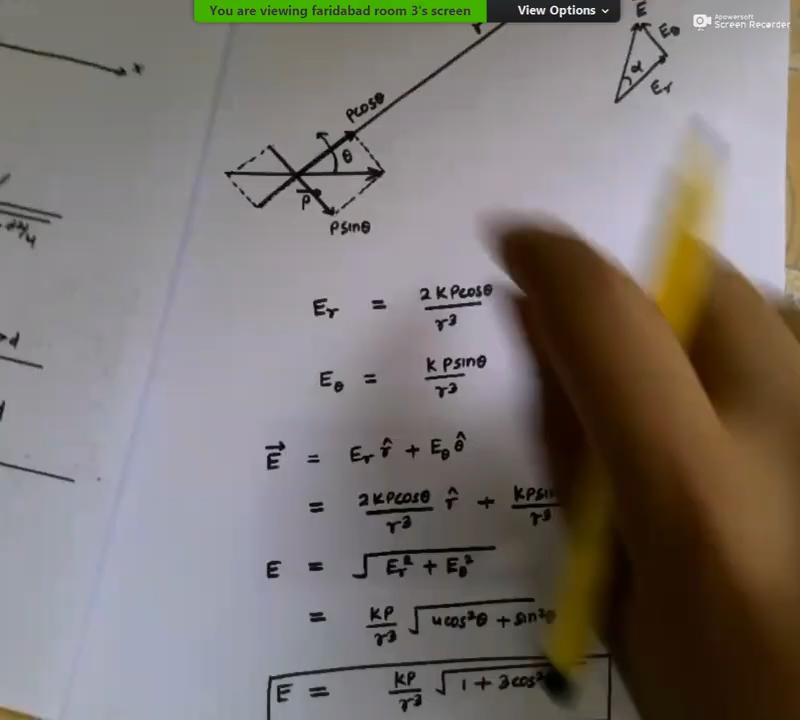 You are viewing faridabad room 3's screen
View Options
Apowersoft
Screen Recorder
x
r
E
Eθ
α
Er
Pcosθ
θ
P
Psinθ
Er = 2KPcosθ/r³
Eθ = KPsinθ/r³
E⃗ = Er r̂ + Eθ θ̂
= 2KPcosθ/r³ r̂ +
E = √Er² + Eθ²
= KP/r³ √4cos²θ + sin²θ
E = KP/r³ √1 + 3cos²